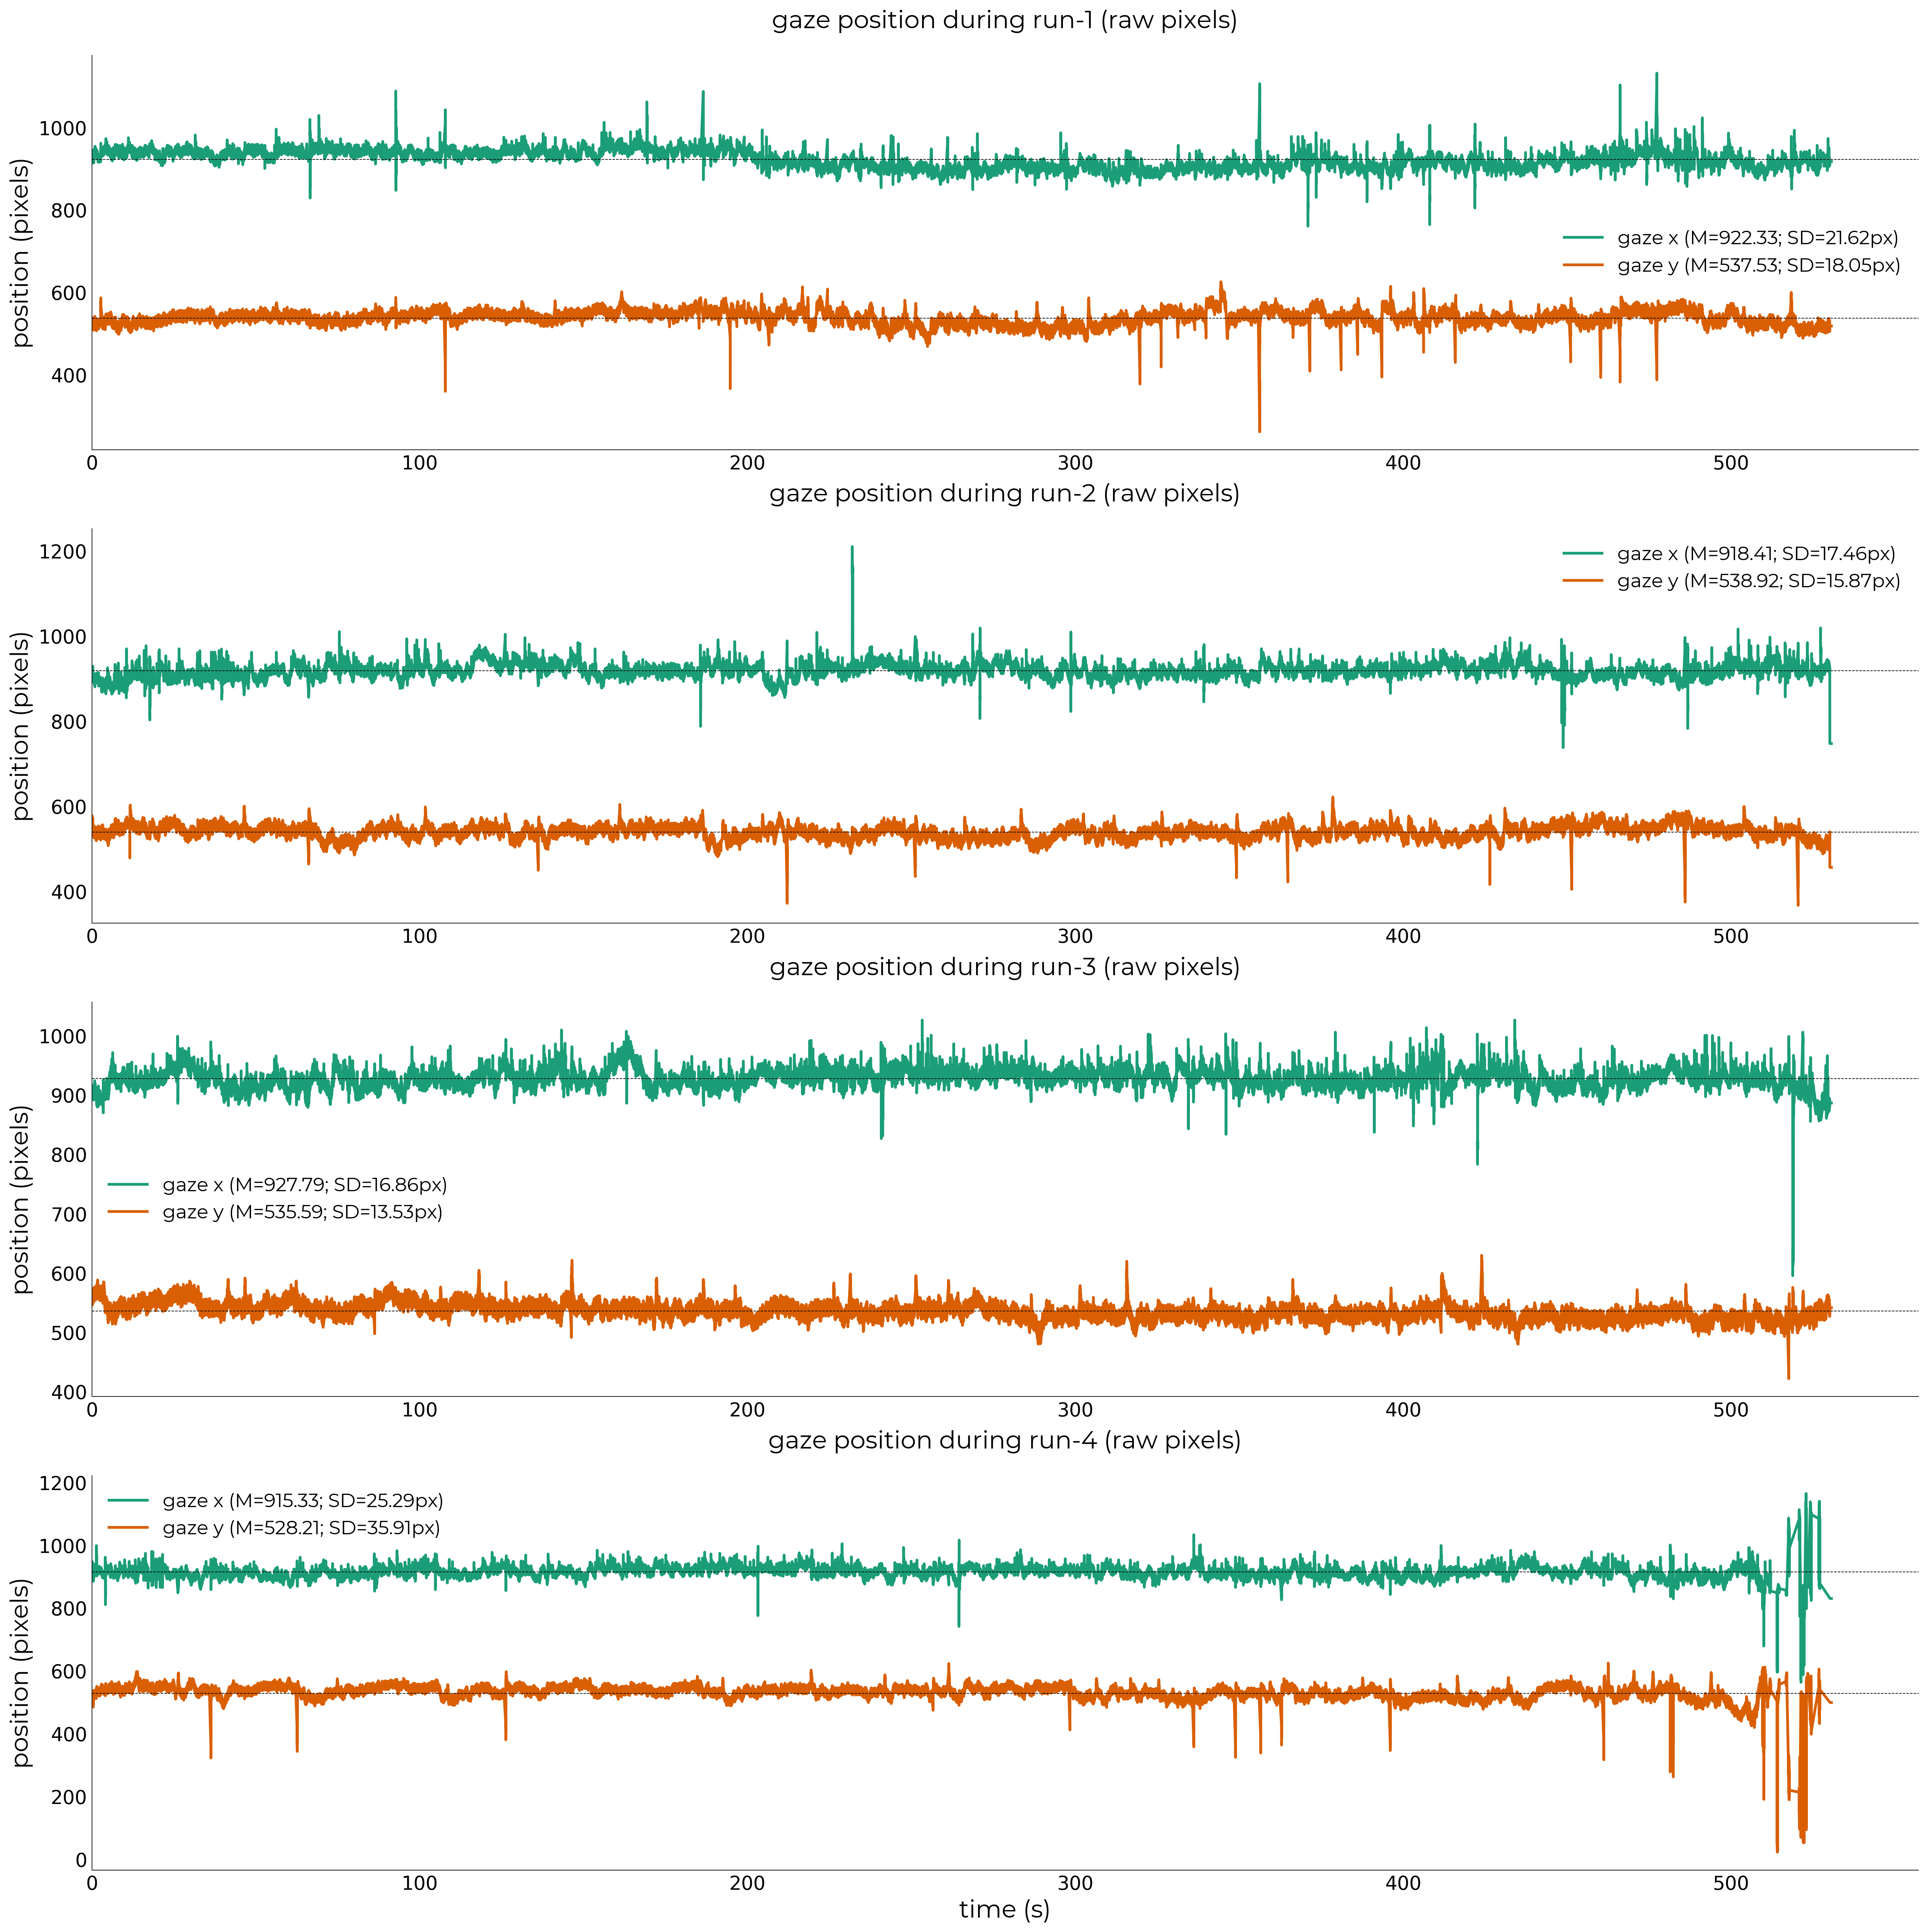 gaze position during run-1 (raw pixels)
position (pixels)
1000
800
600
400
gaze x (M=922.33; SD=21.62px)
gaze y (M=537.53; SD=18.05px)
0 100 200 300 400 500
gaze position during run-2 (raw pixels)
position (pixels)
1200
1000
800
600
400
gaze x (M=918.41; SD=17.46px)
gaze y (M=538.92; SD=15.87px)
0 100 200 300 400 500
gaze position during run-3 (raw pixels)
position (pixels)
1000
900
800
700
600
500
400
gaze x (M=927.79; SD=16.86px)
gaze y (M=535.59; SD=13.53px)
0 100 200 300 400 500
gaze position during run-4 (raw pixels)
position (pixels)
1200
1000
800
600
400
200
0
gaze x (M=915.33; SD=25.29px)
gaze y (M=528.21; SD=35.91px)
0 100 200 300 400 500
time (s)